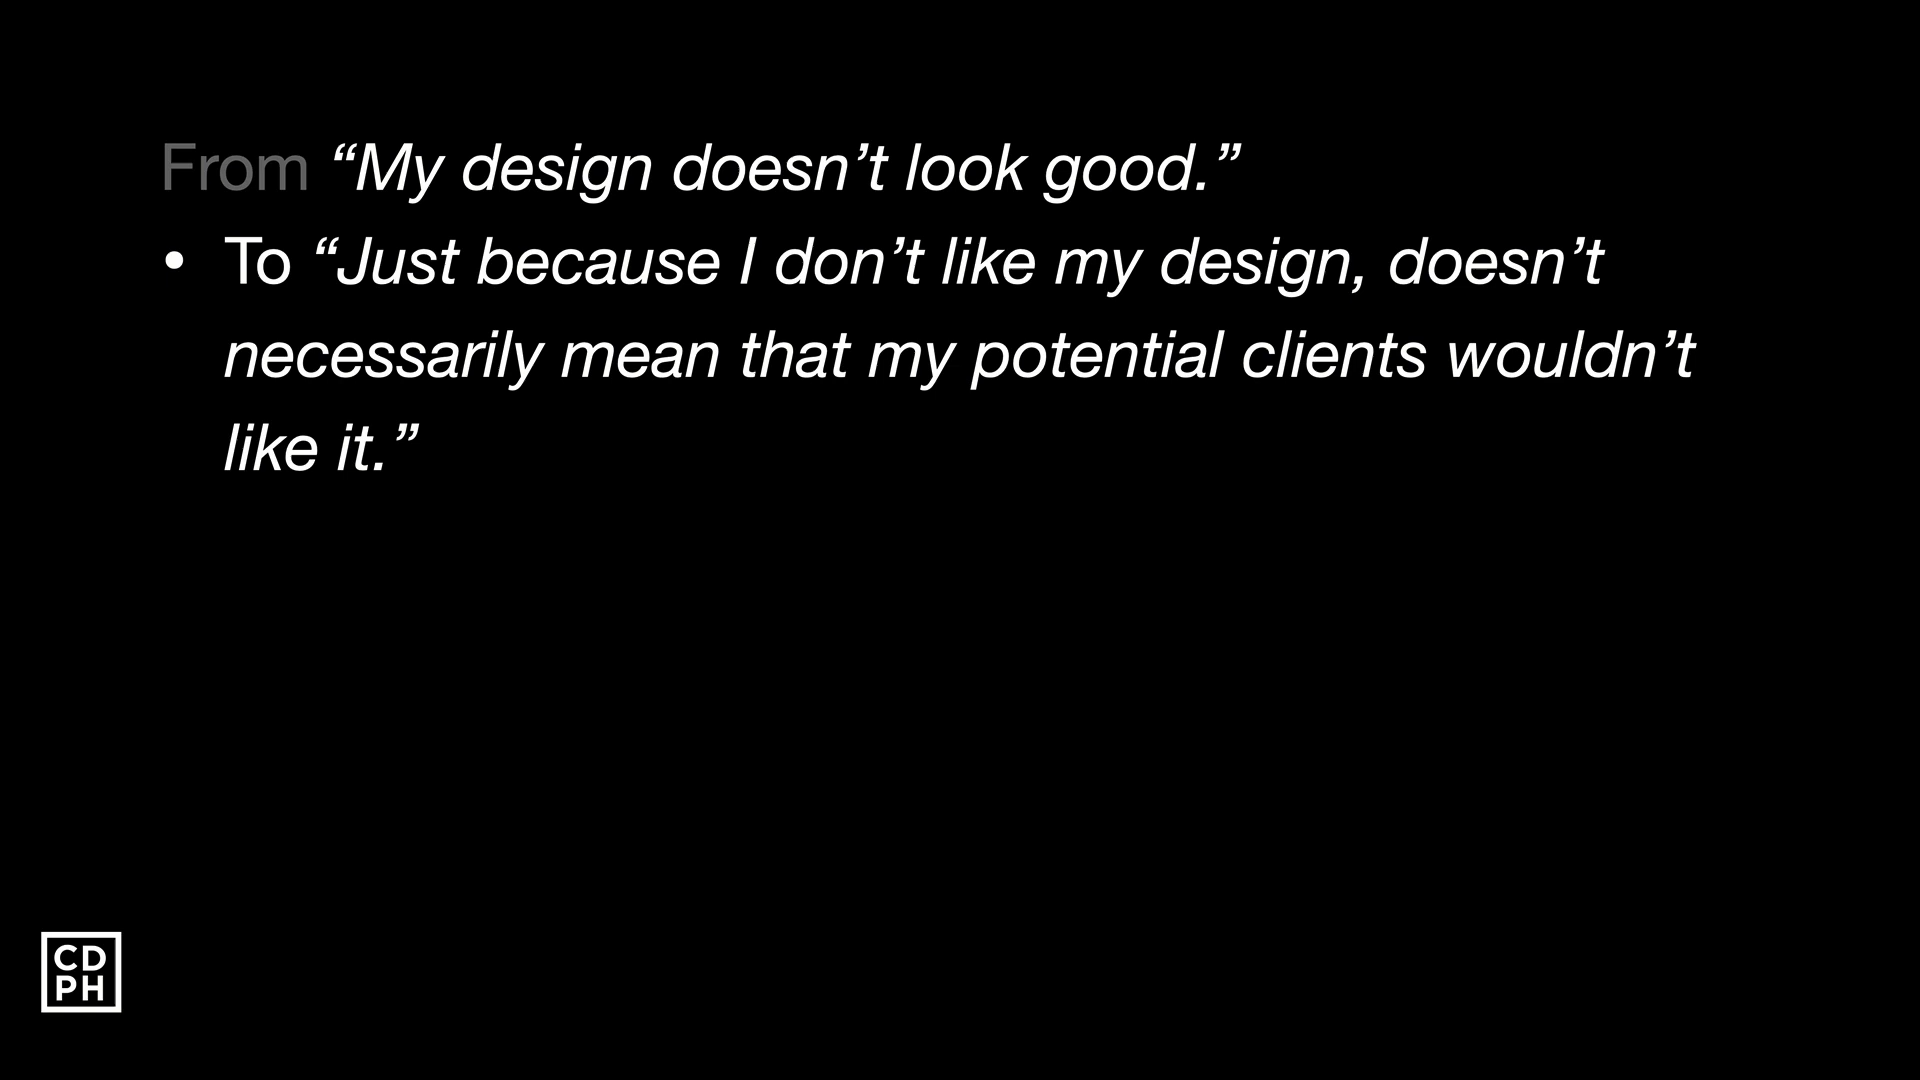 From “My design doesn’t look good.”
• To “Just because I don’t like my design, doesn’t
necessarily mean that my potential clients wouldn’t
like it.”
CD
PH